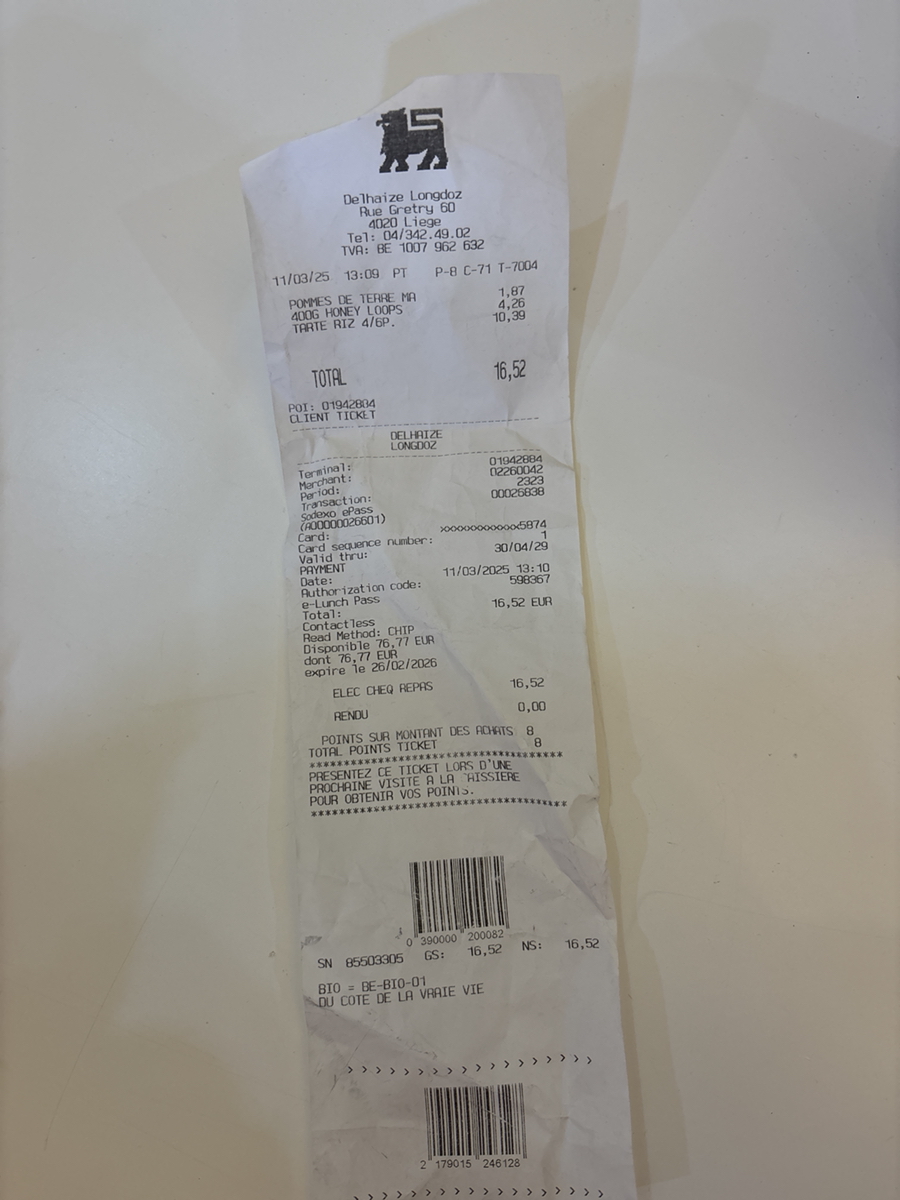 Delhaize Longdoz
Rue Gretry 60
4020 Liege
Tel: 04/342.49.02
TVA: BE 1007 962 632
11/03/25 13:09 PT P-8 C-71 T-7004
POMMES DE TERRE MA 1,87
400G HONEY LOOPS 4,26
TARTE RIZ 4/6P. 10,39
TOTAL 16,52
POI: 01942884
CLIENT TICKET
DELHAIZE
LONGDOZ
Terminal: 01942884
Merchant: 02260042
Period: 2323
Transaction: 00026838
Sodexo ePass
(A00000026601)
Card: xxxxxxxxxxxxx5874
Card sequence number: 1
Valid thru: 30/04/29
PAYMENT
Date: 11/03/2025 13:10
Authorization code: 598367
e-Lunch Pass
Total: 16,52 EUR
Contactless
Read Method: CHIP
Disponible 76,77 EUR
dont 76,77 EUR
expire le 26/02/2026
ELEC CHEQ REPAS 16,52
RENDU 0,00
POINTS SUR MONTANT DES ACHATS 8
TOTAL POINTS TICKET 8
***********************************
PRESENTEZ CE TICKET LORS D'UNE
PROCHAINE VISITE A LA CAISSIERE
POUR OBTENIR VOS POINTS.
***********************************
0 390000 200082
SN 85503305 GS: 16,52 NS: 16,52
BIO = BE-BIO-01
DU COTE DE LA VRAIE VIE
> > > > > > > > > > > > > > > > >
2 179015 246128
> > > > > > > > > > > > > > > > >